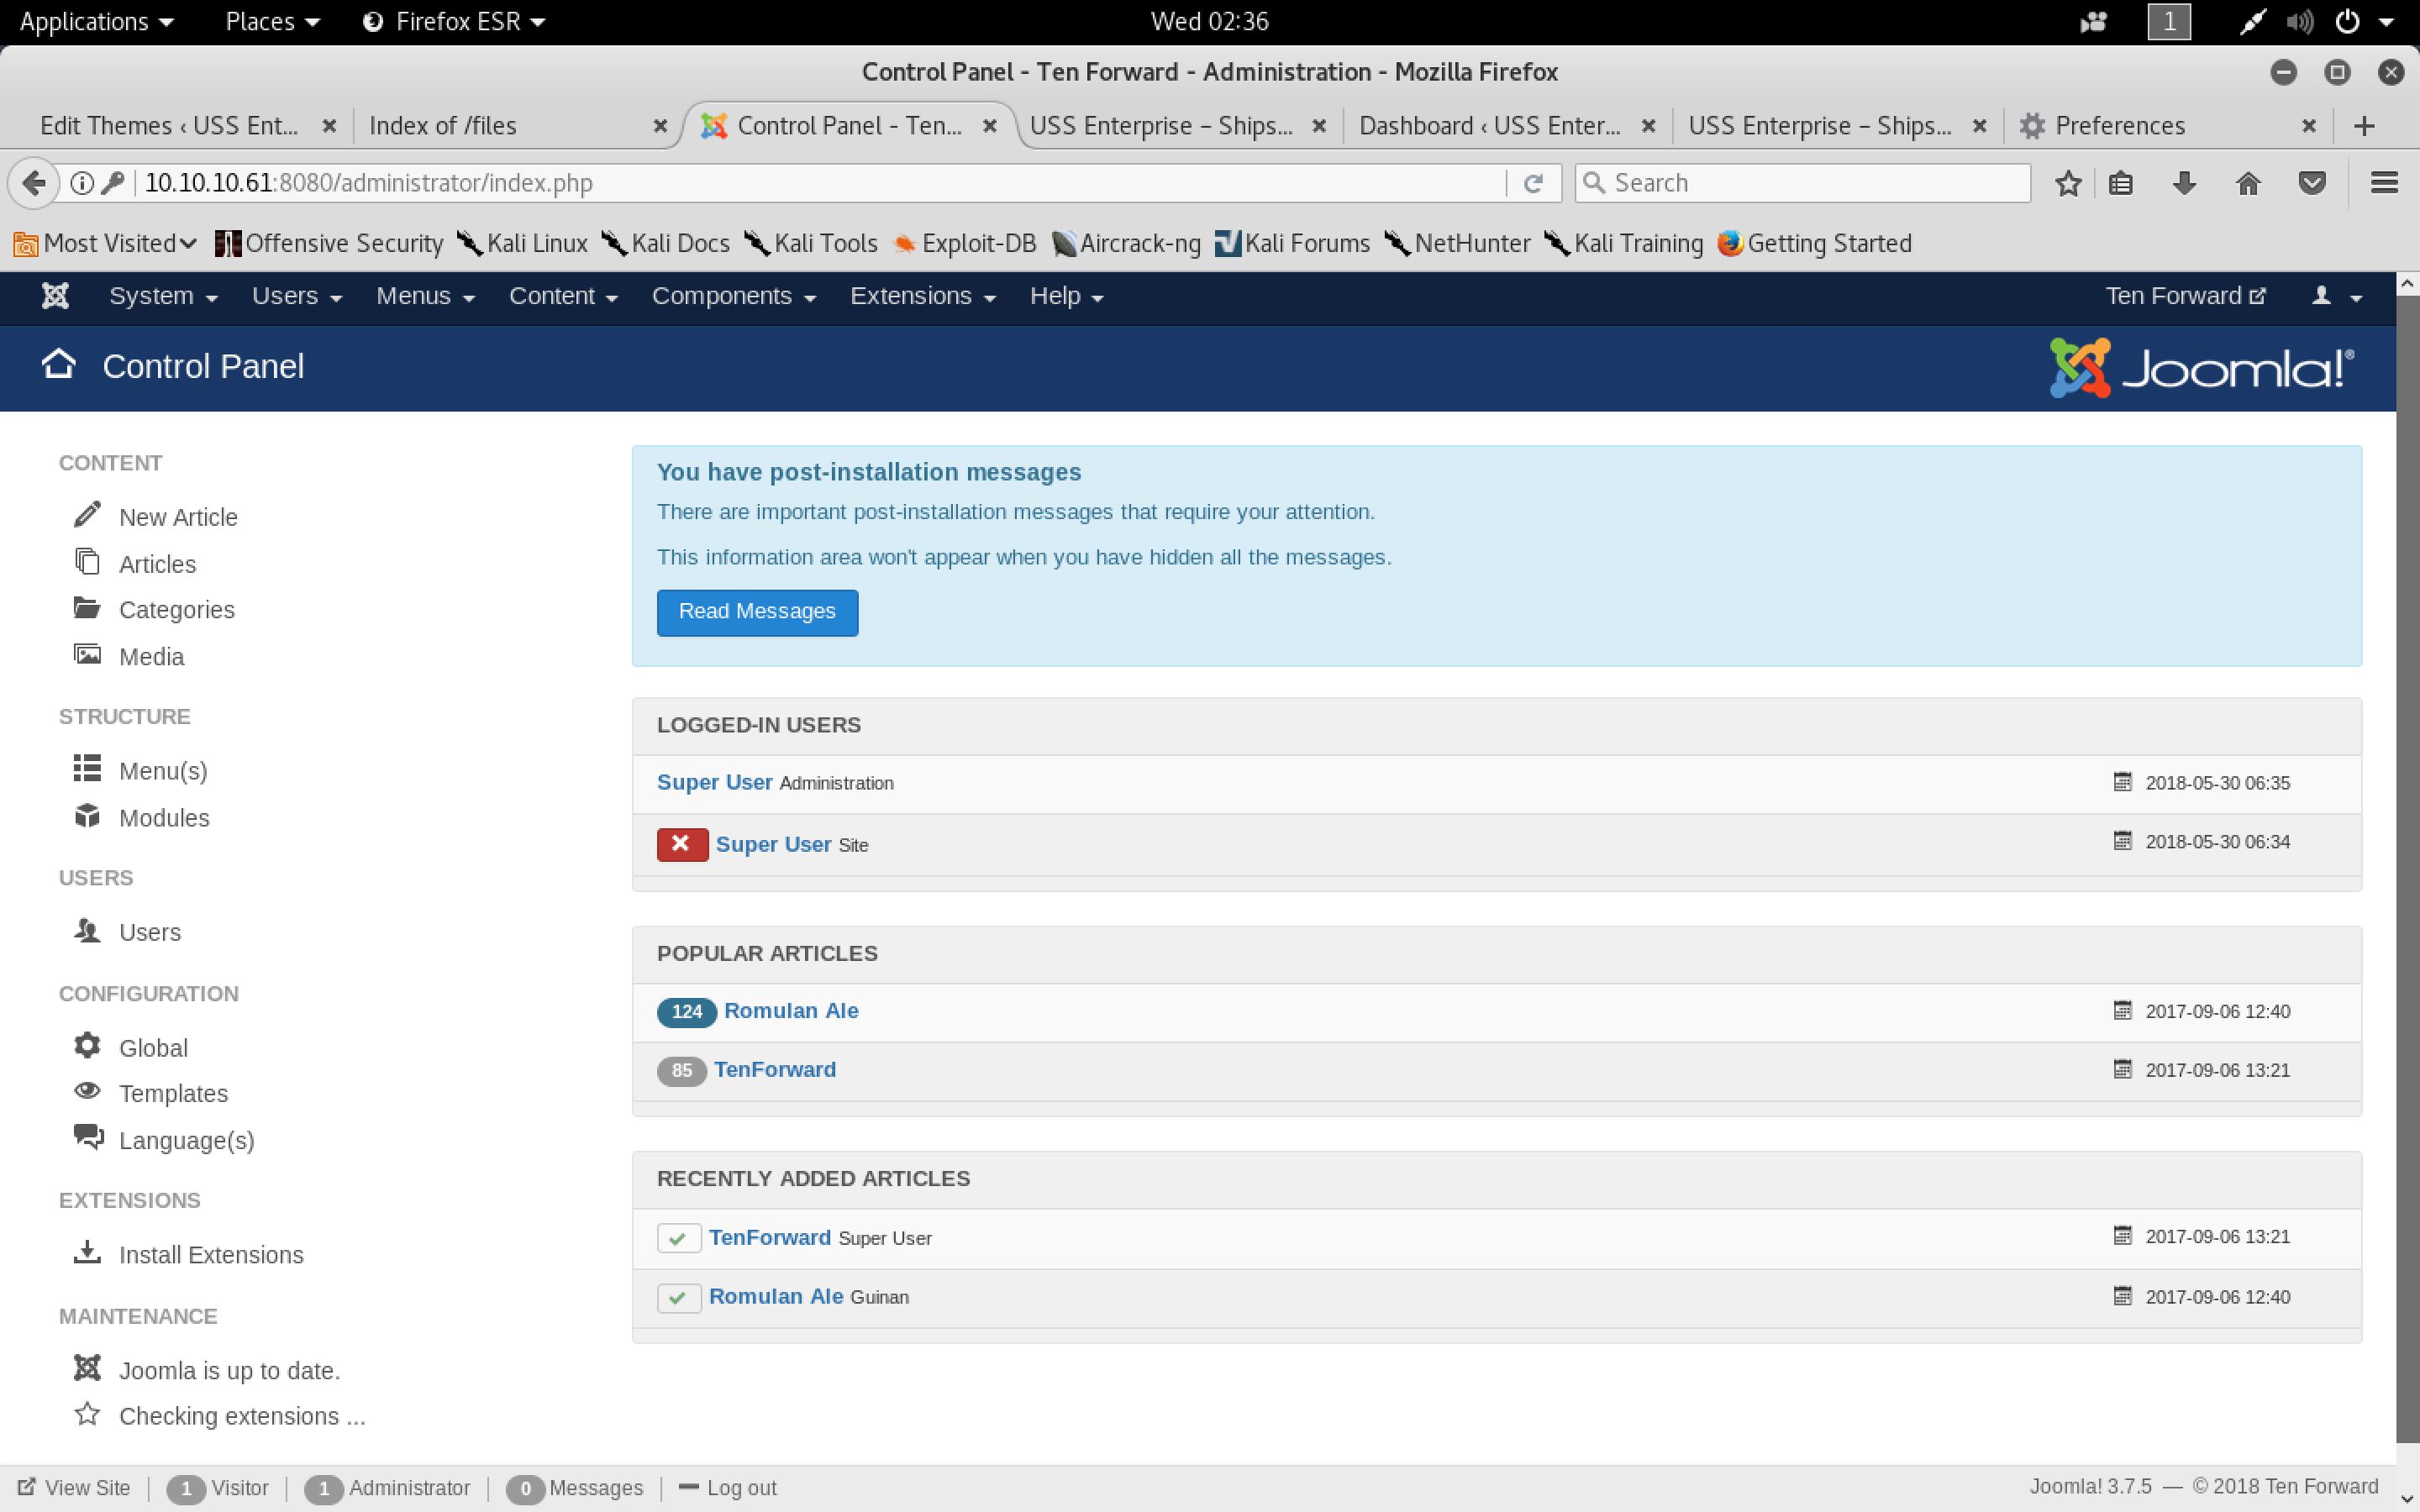 Applications Places Firefox ESR Wed 02:36 1
Control Panel - Ten Forward - Administration - Mozilla Firefox
Edit Themes ‹ USS Ent... Index of /files Control Panel - Ten... USS Enterprise – Ships... Dashboard ‹ USS Enter... USS Enterprise – Ships... Preferences
10.10.10.61:8080/administrator/index.php Search
Most Visited Offensive Security Kali Linux Kali Docs Kali Tools Exploit-DB Aircrack-ng Kali Forums NetHunter Kali Training Getting Started
System Users Menus Content Components Extensions Help Ten Forward
Control Panel Joomla!®
CONTENT
New Article
Articles
Categories
Media
STRUCTURE
Menu(s)
Modules
USERS
Users
CONFIGURATION
Global
Templates
Language(s)
EXTENSIONS
Install Extensions
MAINTENANCE
Joomla is up to date.
Checking extensions ...
You have post-installation messages
There are important post-installation messages that require your attention.
This information area won't appear when you have hidden all the messages.
Read Messages
LOGGED-IN USERS
Super User Administration 2018-05-30 06:35
Super User Site 2018-05-30 06:34
POPULAR ARTICLES
124 Romulan Ale 2017-09-06 12:40
85 TenForward 2017-09-06 13:21
RECENTLY ADDED ARTICLES
TenForward Super User 2017-09-06 13:21
Romulan Ale Guinan 2017-09-06 12:40
View Site 1 Visitor 1 Administrator 0 Messages Log out Joomla! 3.7.5 — © 2018 Ten Forward